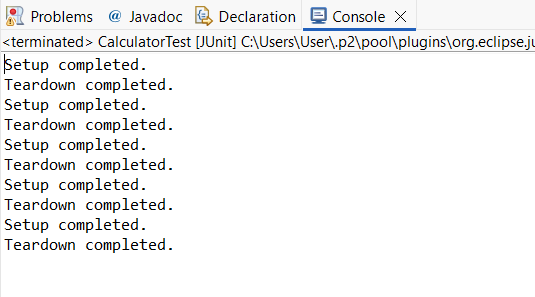 Problems @ Javadoc Declaration Console
<terminated> CalculatorTest [JUnit] C:\Users\User\.p2\pool\plugins\org.eclipse.ju
Setup completed.
Teardown completed.
Setup completed.
Teardown completed.
Setup completed.
Teardown completed.
Setup completed.
Teardown completed.
Setup completed.
Teardown completed.